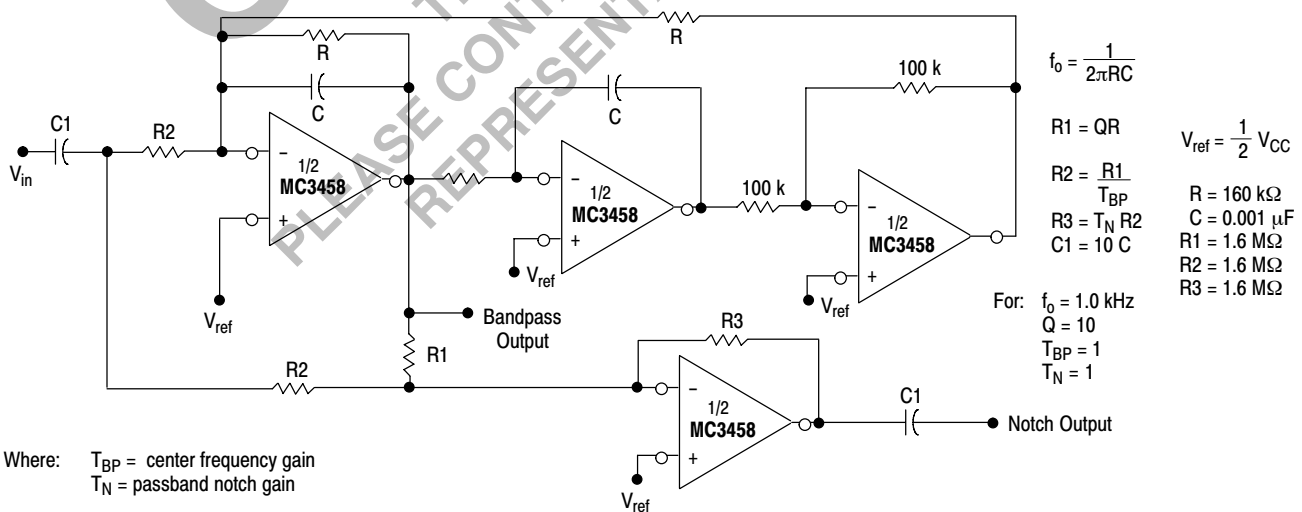 R
R
C
C
100 k
C1
R2
V_in
1/2
MC3458
V_ref
1/2
MC3458
V_ref
100 k
1/2
MC3458
V_ref
f_o = 1/2πRC
R1 = QR
R2 = R1/T_BP
R3 = T_N R2
C1 = 10 C
V_ref = 1/2 V_CC
R = 160 kΩ
C = 0.001 μF
R1 = 1.6 MΩ
R2 = 1.6 MΩ
R3 = 1.6 MΩ
For: f_o = 1.0 kHz
Q = 10
T_BP = 1
T_N = 1
Bandpass
Output
R1
R2
R3
1/2
MC3458
V_ref
C1
Notch Output
Where: T_BP = center frequency gain
T_N = passband notch gain
PLEASE CONT
REPRESENT